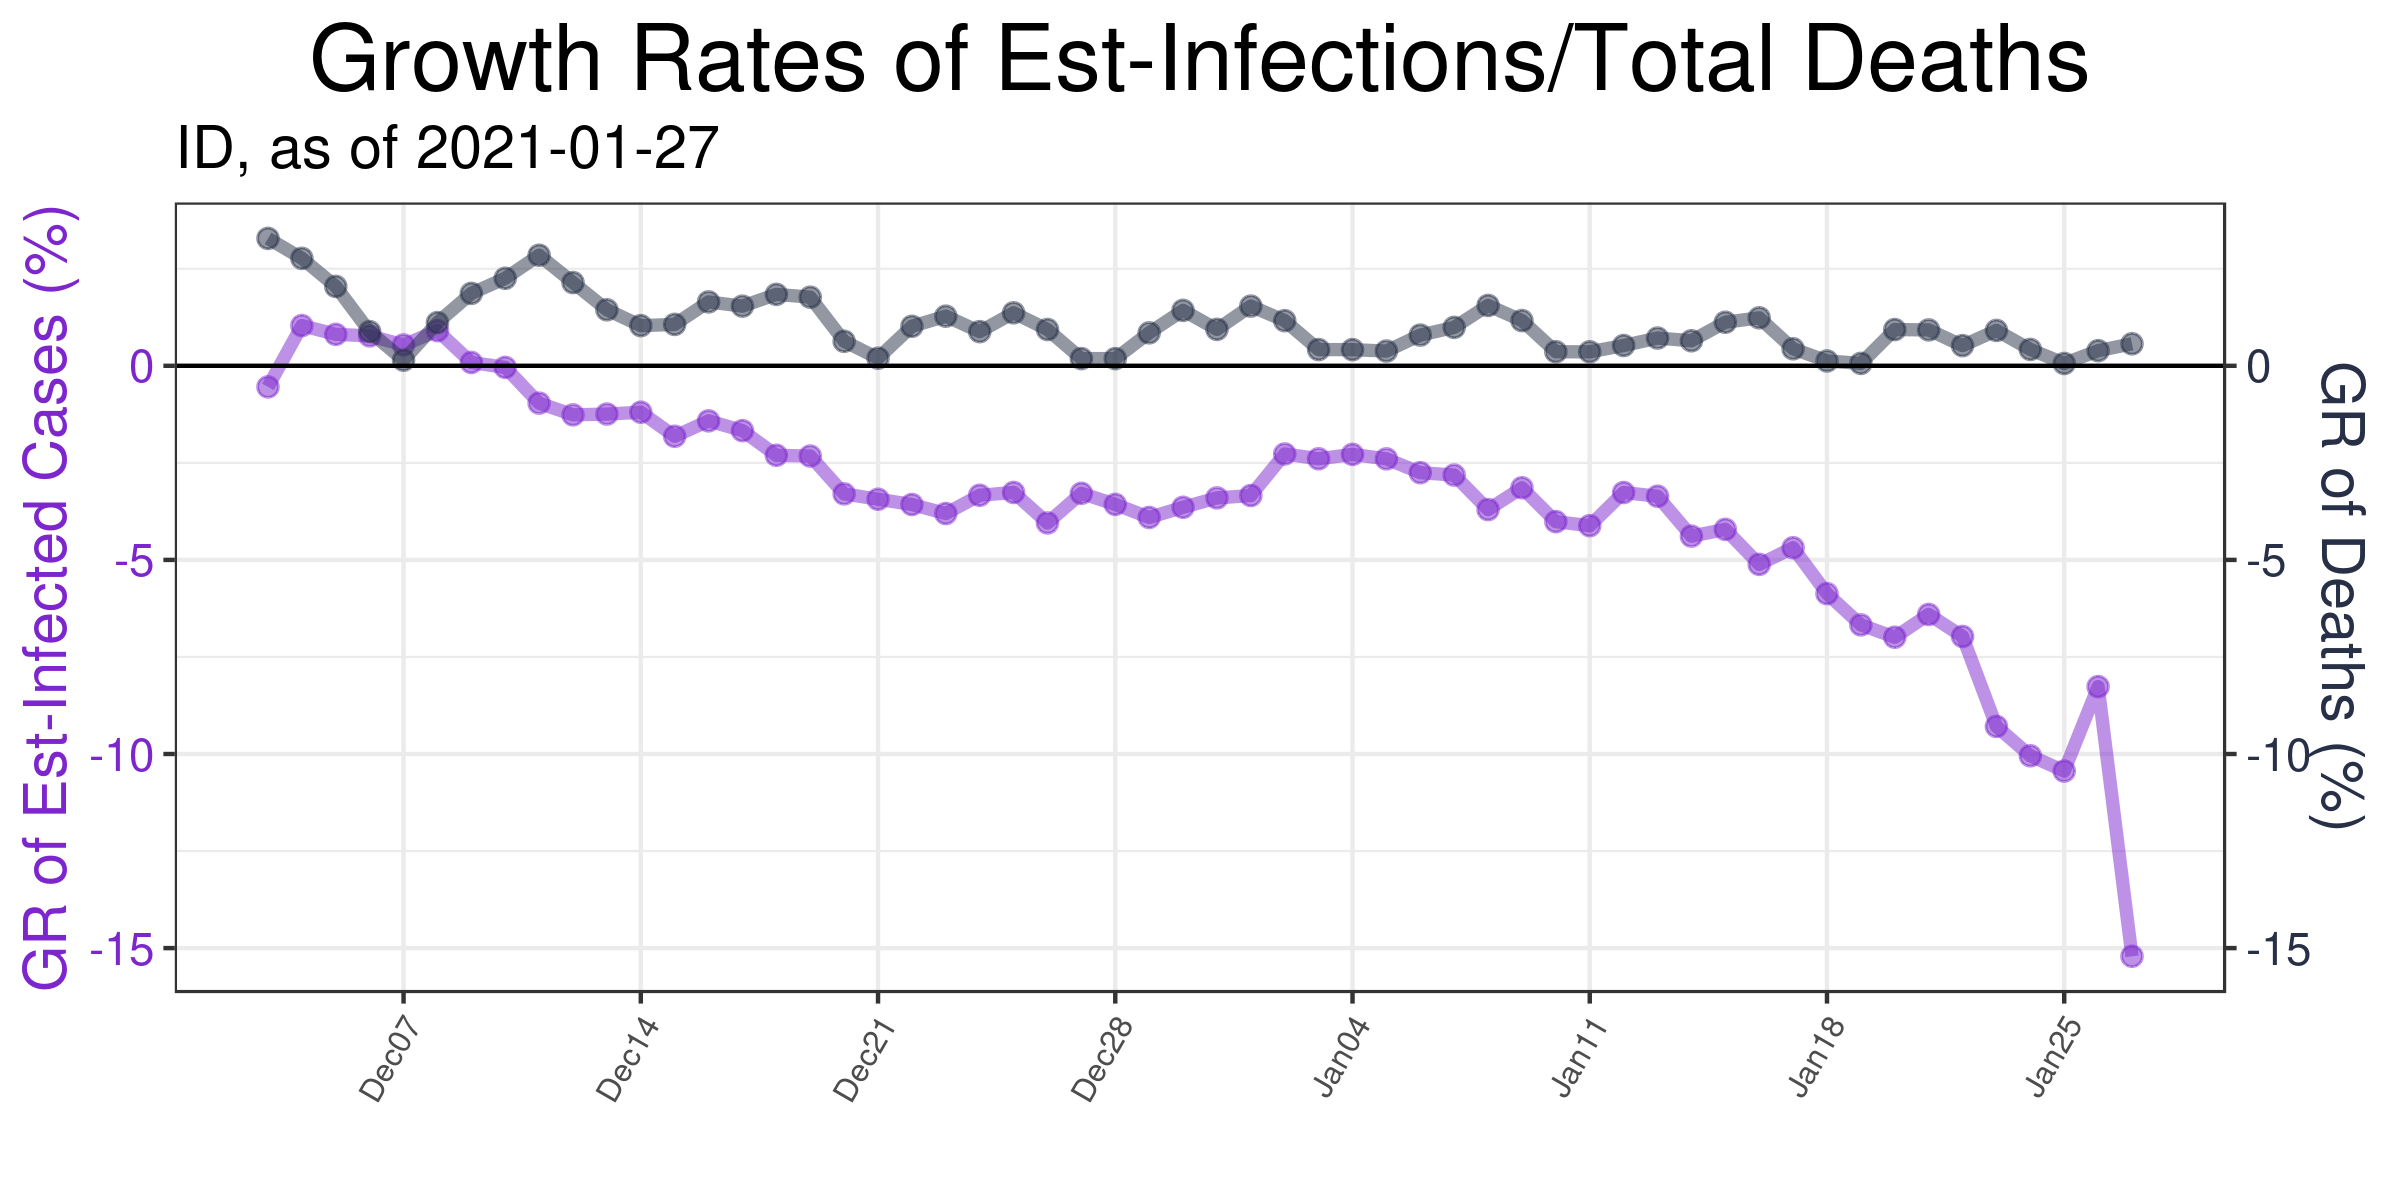 Growth Rates of Est-Infections/Total Deaths
ID, as of 2021-01-27
GR of Est-Infected Cases (%)
0
-5
-10
-15
0
-5
-10
-15
GR of Deaths (%)
Dec07
Dec14
Dec21
Dec28
Jan04
Jan11
Jan18
Jan25